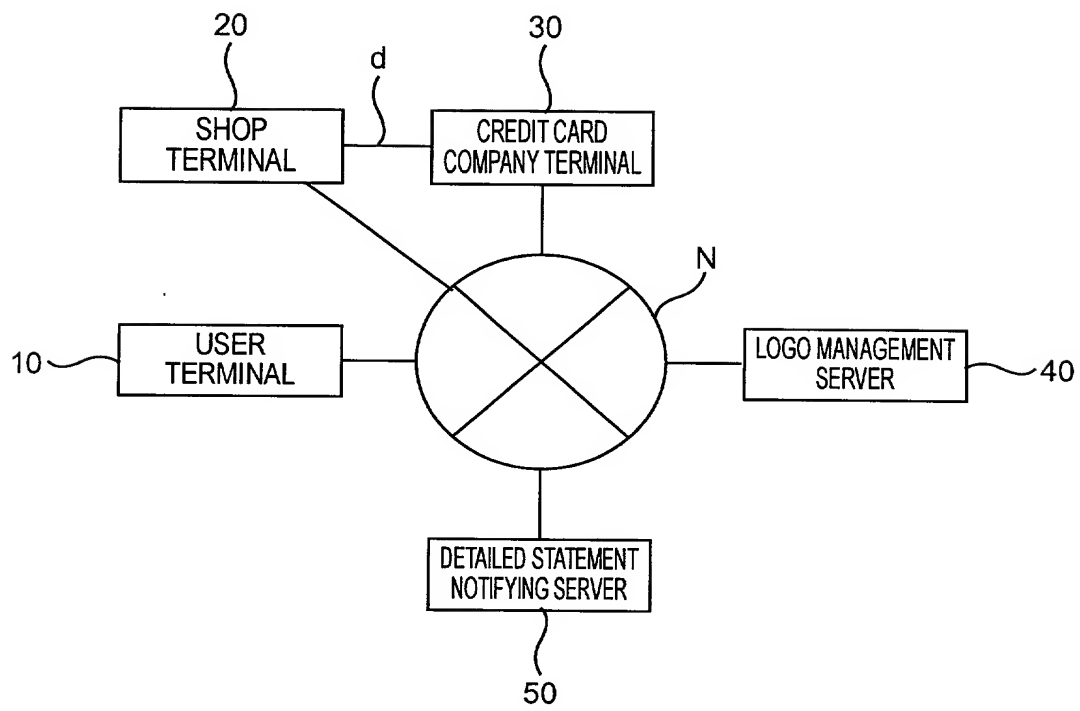 20
30
d
SHOP
TERMINAL
CREDIT CARD
COMPANY TERMINAL
N
10
USER
TERMINAL
LOGO MANAGEMENT
SERVER
40
DETAILED STATEMENT
NOTIFYING SERVER
50